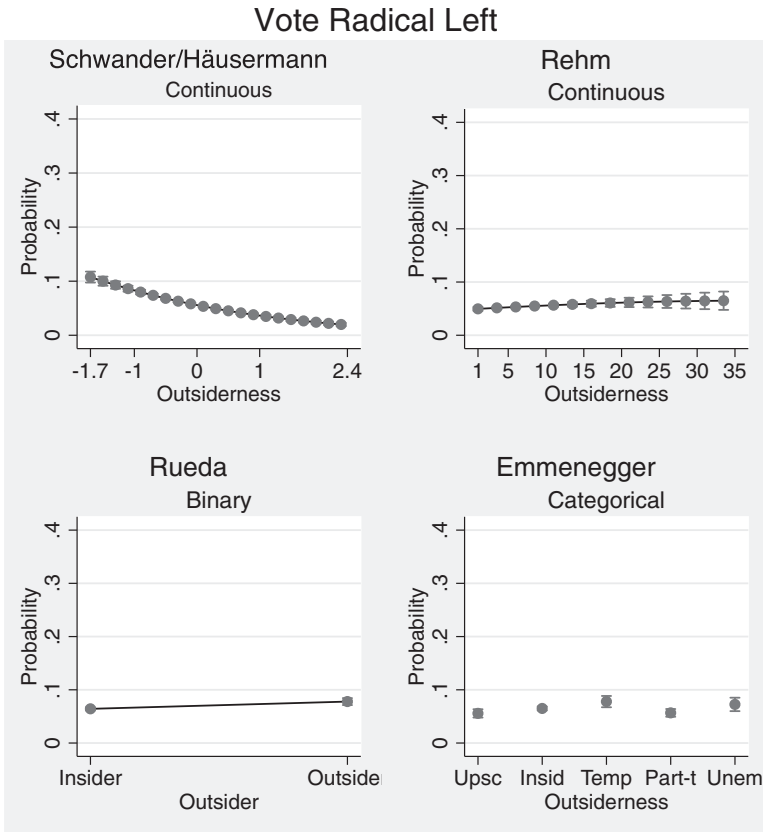 Vote Radical Left
Schwander/Häusermann
Continuous
Probability
.4
.3
.2
.1
0
-1.7 -1 0 1 2.4
Outsiderness
Rehm
Continuous
Probability
.4
.3
.2
.1
0
1 5 10 15 20 25 30 35
Outsiderness
Rueda
Binary
Probability
.4
.3
.2
.1
0
Insider Outside
Outsider
Emmenegger
Categorical
Probability
.4
.3
.2
.1
0
Upsc Insid Temp Part-t Unem
Outsiderness